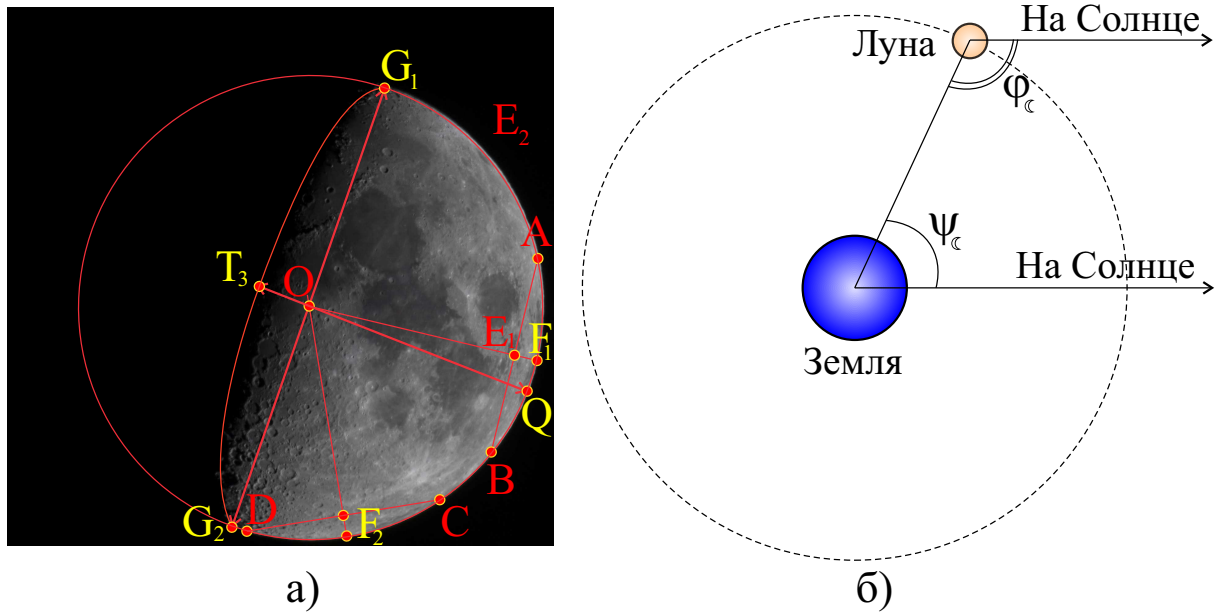 G₁
E₂
A
T₃
O
E₁
F₁
Q
B
C
G₂
D
F₂
а)
На Солнце
Луна
φ☾
ψ☾
На Солнце
Земля
б)